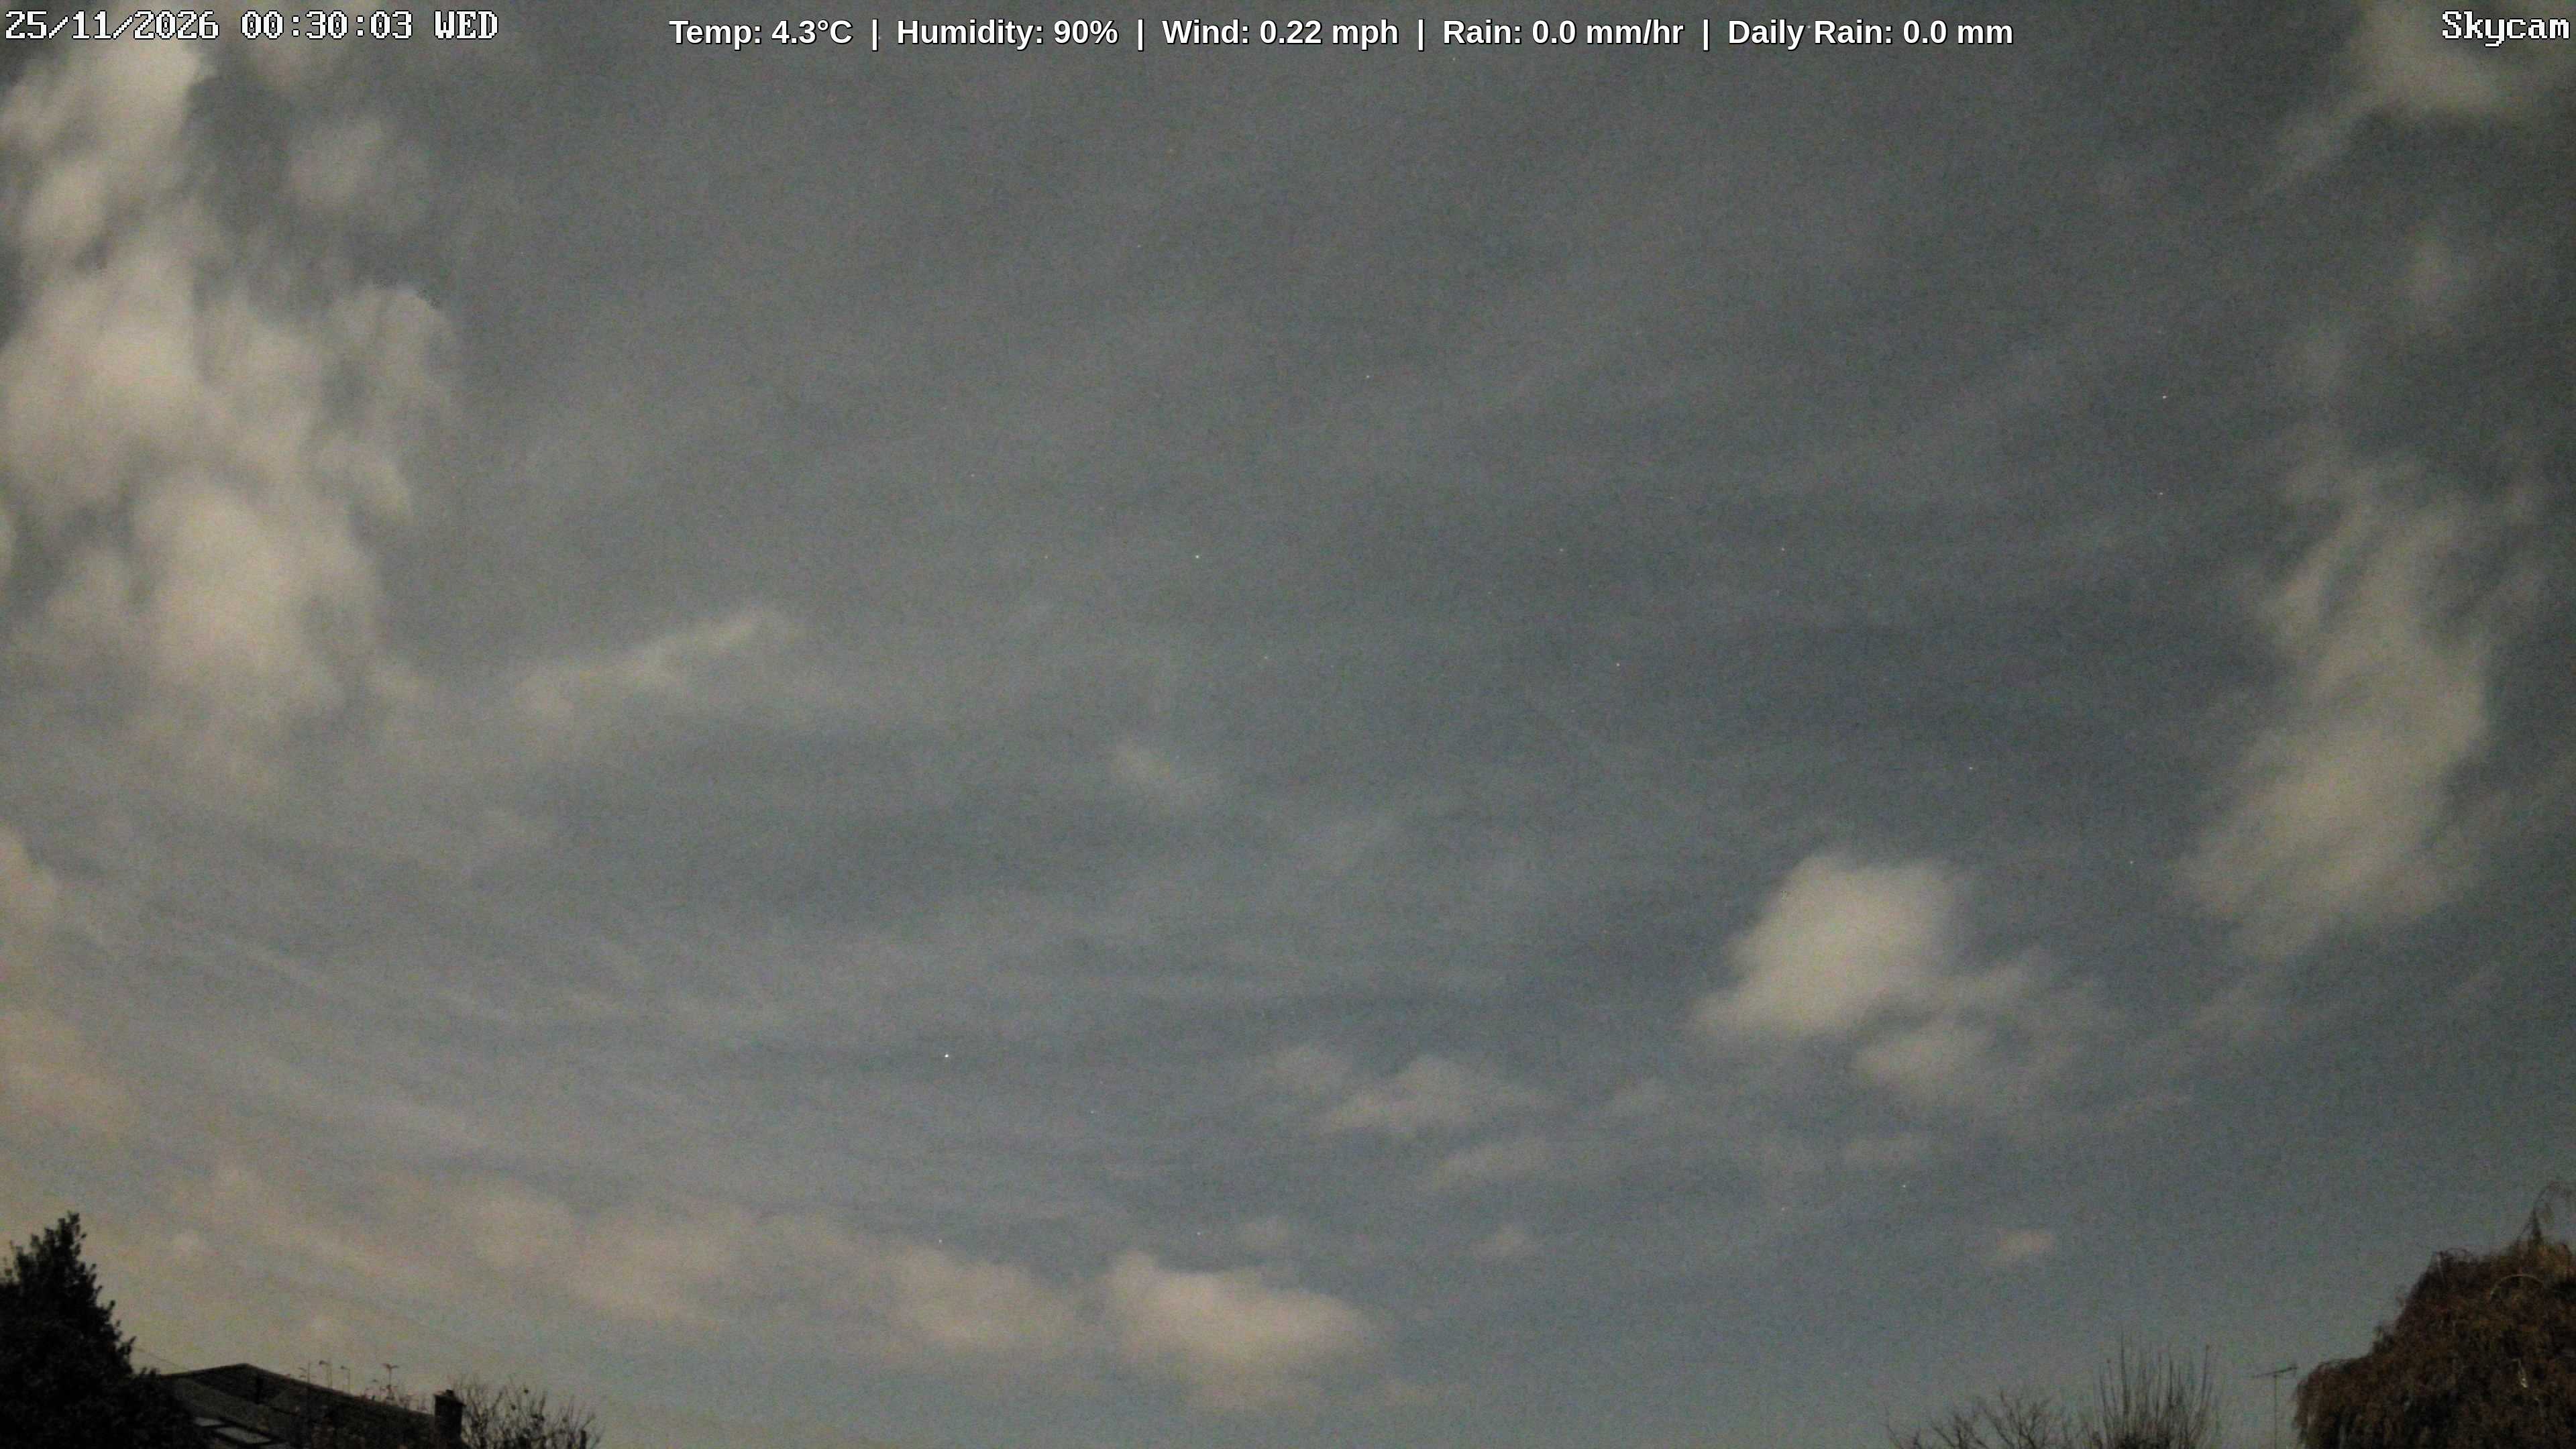 25/11/2026 00:30:03 WED
Temp: 4.3°C | Humidity: 90% | Wind: 0.22 mph | Rain: 0.0 mm/hr | Daily Rain: 0.0 mm
Skycam